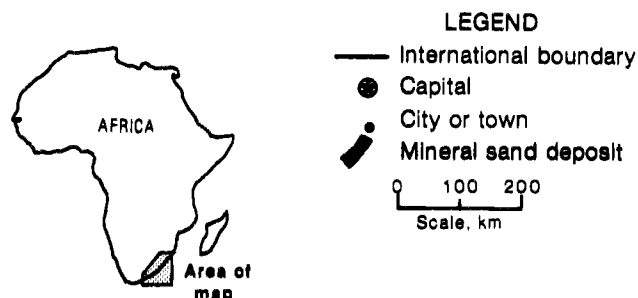 AFRICA
Area of
map
LEGEND
International boundary
Capital
City or town
Mineral sand deposit
0 100 200
Scale, km